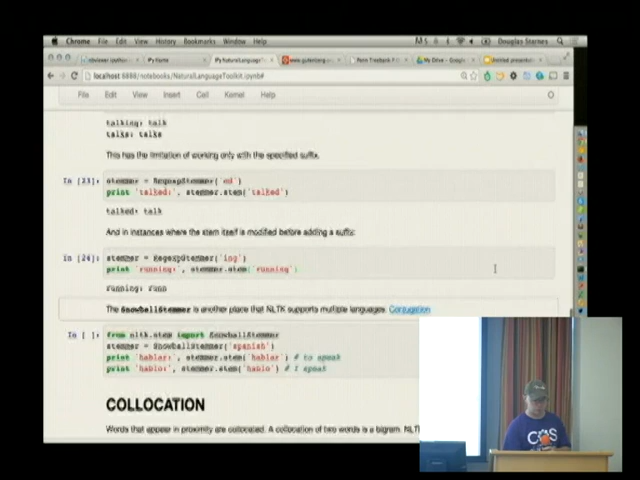 Chrome File Edit View History Bookmarks Window Help Douglas Starnes
localhost:8888/notebooks/NaturalLanguageToolkit.ipynb#
File Edit View Insert Cell Kernel Help
talking: talk
talks: talks
This has the limitation of working only with the specified suffix.
In [23]: stemmer = RegexpStemmer('ed')
print 'talked:', stemmer.stem('talked')
talked: talk
And in instances where the stem itself is modified before adding a suffix:
In [24]: stemmer = RegexpStemmer('ing')
print 'running:', stemmer.stem('running')
running: runn
The SnowballStemmer is another place that NLTK supports multiple languages. Conjugation
In [ ]: from nltk.stem import SnowballStemmer
stemmer = SnowballStemmer('spanish')
print 'hablar:', stemmer.stem('hablar') # to speak
print 'hablo:', stemmer.stem('hablo') # I speak
COLLOCATION
Words that appear in proximity are collocated. A collocation of two words is a bigram.